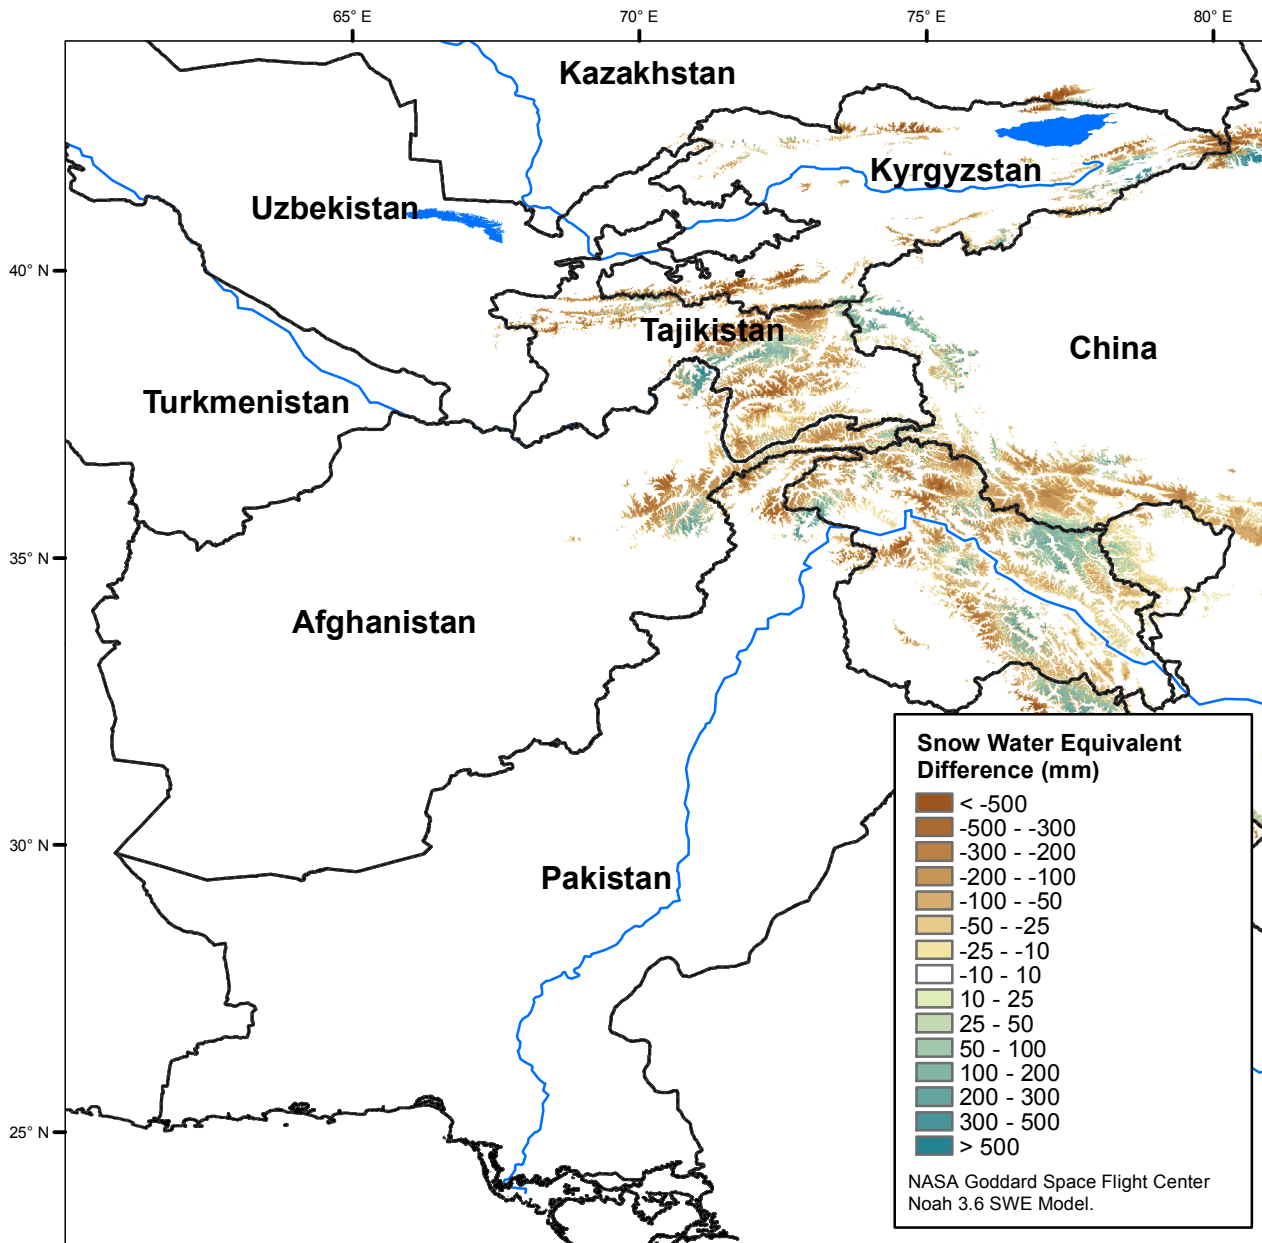 65° E
70° E
75° E
80° E
Kazakhstan
Kyrgyzstan
Uzbekistan
40° N
Tajikistan
China
Turkmenistan
35° N
Afghanistan
30° N
Pakistan
25° N
Snow Water Equivalent
Difference (mm)
< -500
-500 - -300
-300 - -200
-200 - -100
-100 - -50
-50 - -25
-25 - -10
-10 - 10
10 - 25
25 - 50
50 - 100
100 - 200
200 - 300
300 - 500
> 500
NASA Goddard Space Flight Center
Noah 3.6 SWE Model.